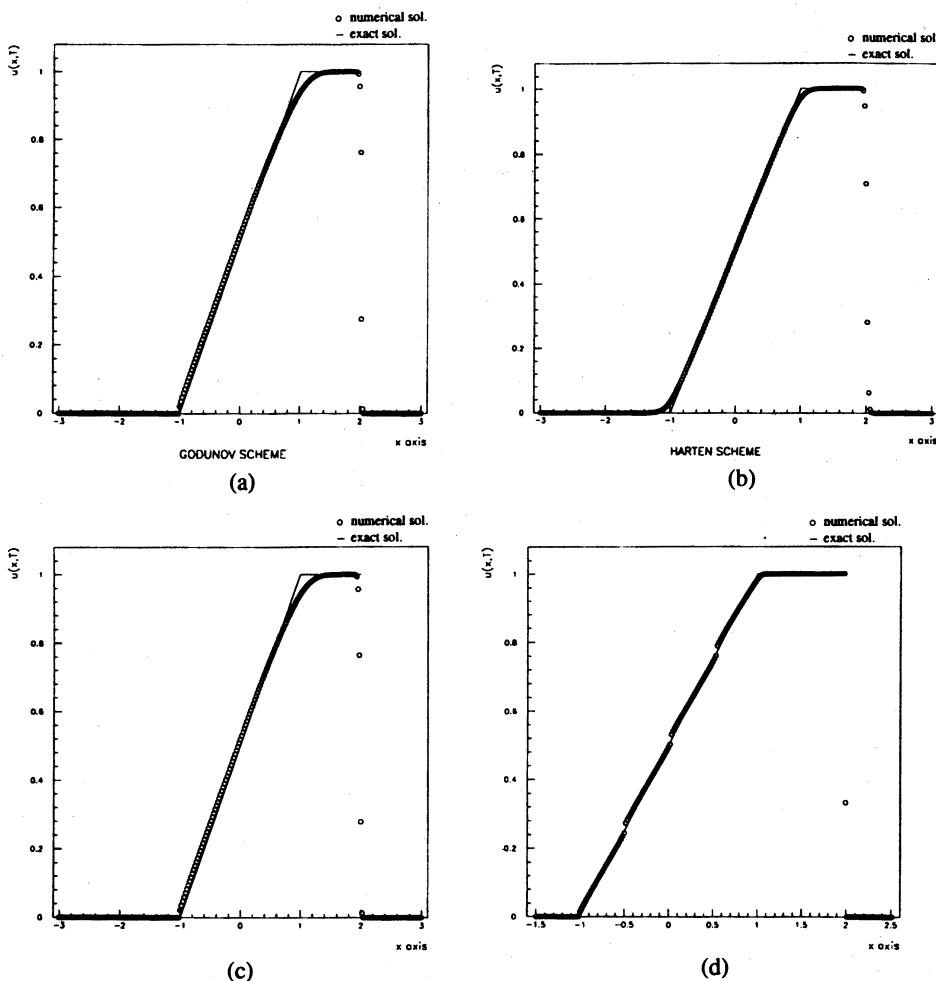 o numerical sol.
— exact sol.
u(x,T)
1
0.8
0.6
0.4
0.2
0
-3 -2 -1 0 1 2 3
x axis
GODUNOV SCHEME
(a)
o numerical sol.
— exact sol.
u(x,T)
1
0.8
0.6
0.4
0.2
0
-3 -2 -1 0 1 2 3
x axis
HARTEN SCHEME
(b)
o numerical sol.
— exact sol.
u(x,T)
1
0.8
0.6
0.4
0.2
0
-3 -2 -1 0 1 2 3
x axis
(c)
o numerical sol.
— exact sol.
u(x,T)
1
0.8
0.6
0.4
-0.2
0
-1.5 -1 -0.5 0 0.5 1 1.5 2 2.5
x axis
(d)